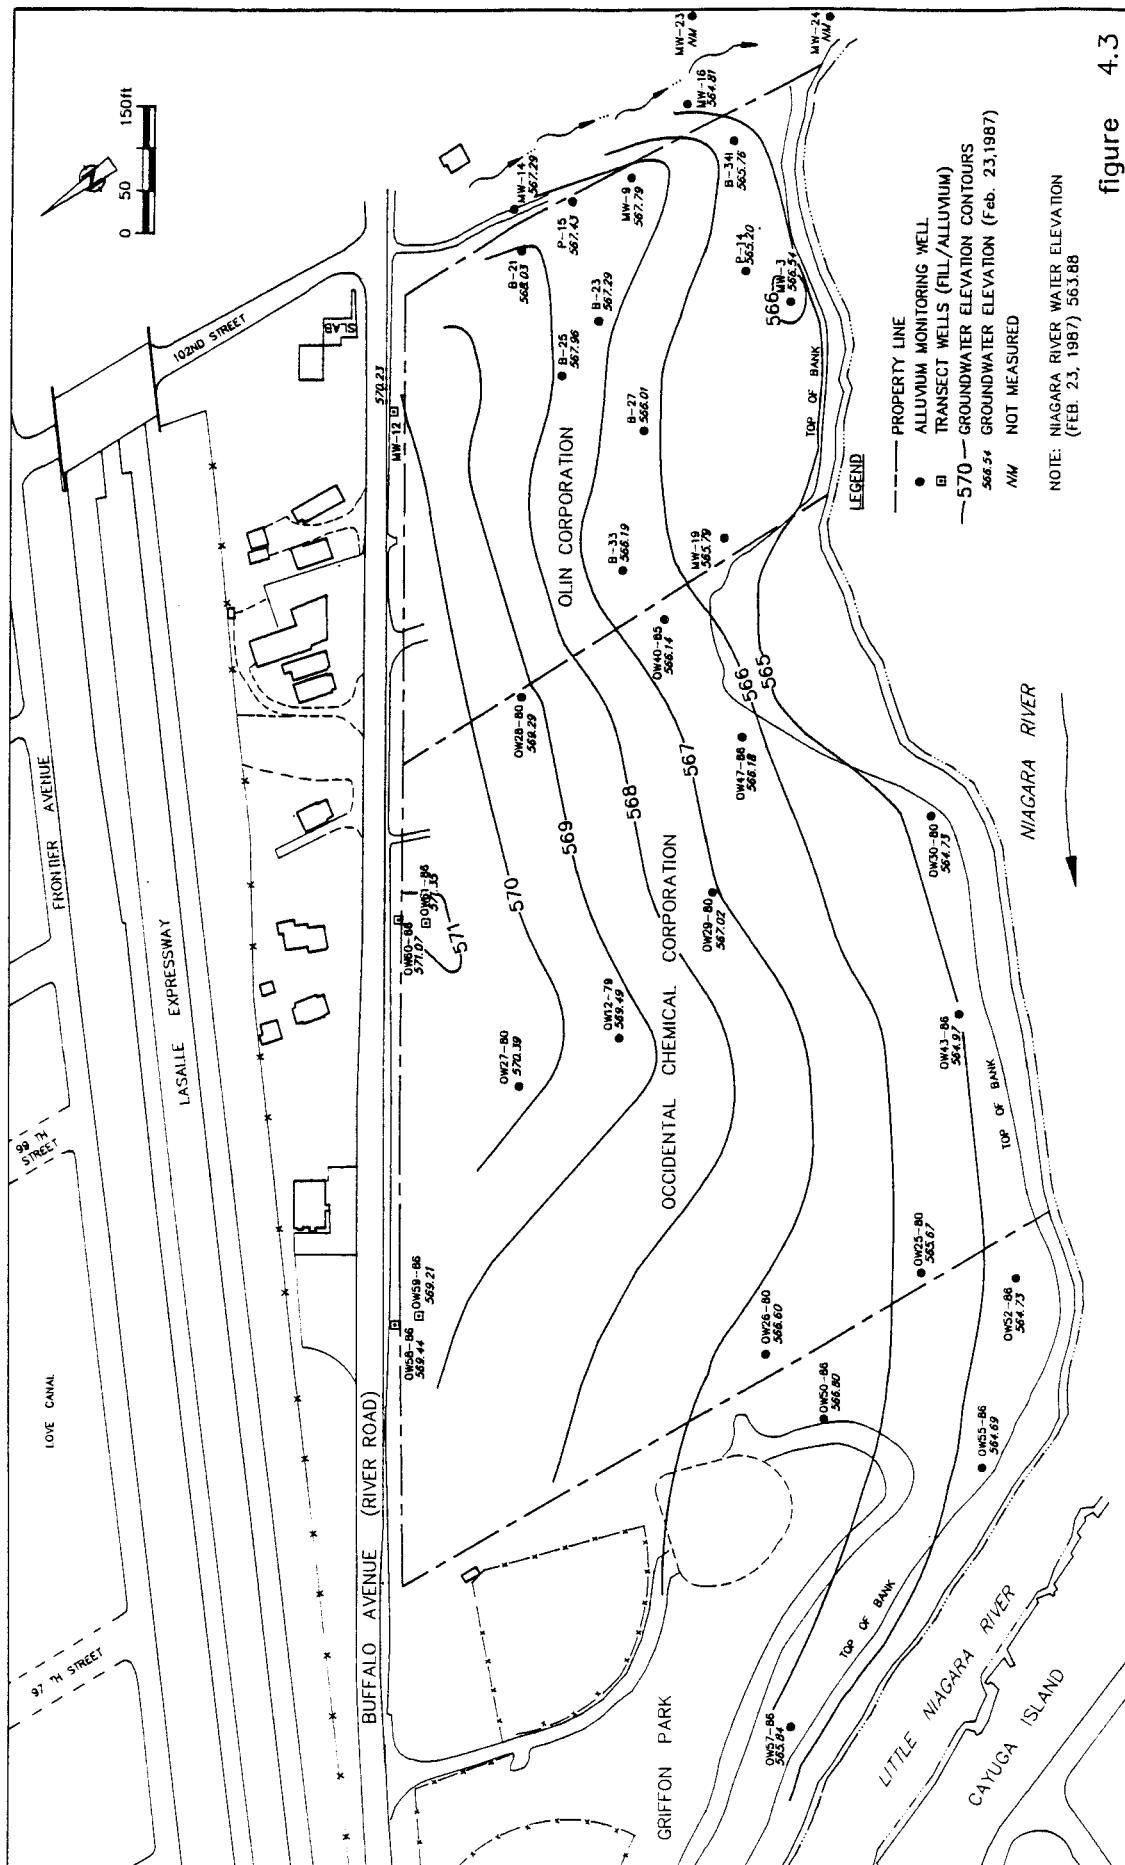 0 50 150ft
FRONTIER AVENUE
LASALLE EXPRESSWAY
LOVE CANAL
97 TH STREET
99 TH
STREET
102ND STREET
SLAB
BUFFALO AVENUE (RIVER ROAD)
GRIFFON PARK
OCCIDENTAL CHEMICAL CORPORATION
OLIN CORPORATION
OW58-86
569.44
OW59-86
569.21
OW60-86
571.07
OW61-86
571.35
571
OW27-80
570.39
OW12-79
569.49
OW28-80
569.29
MW-12
570.23
570
569
568
567
566
565
B-21
568.03
MW-14
567.29
P-15
567.43
B-25
567.96
B-23
567.29
MW-9
567.79
B-27
566.01
B-33
566.19
OW40-85
566.14
MW-19
565.79
OW47-86
566.18
OW29-80
567.02
B-34
565.76
P-14
565.20
MW-3
566.54
566
MW-16
564.81
MW-23
NM
MW-24
NM
OW30-80
564.73
OW43-86
564.97
OW25-80
565.67
OW52-86
564.73
OW26-80
566.60
OW50-86
566.80
OW55-86
564.69
OW57-86
565.84
TOP OF BANK
TOP OF BANK
TOP OF BANK
NIAGARA RIVER
LITTLE NIAGARA RIVER
CAYUGA ISLAND
LEGEND
PROPERTY LINE
ALLUVIUM MONITORING WELL
TRANSECT WELLS (FILL/ALLUVIUM)
570 GROUNDWATER ELEVATION CONTOURS
566.54 GROUNDWATER ELEVATION (Feb. 23,1987)
NM NOT MEASURED
NOTE: NIAGARA RIVER WATER ELEVATION
(FEB. 23, 1987) 563.88
figure 4.3